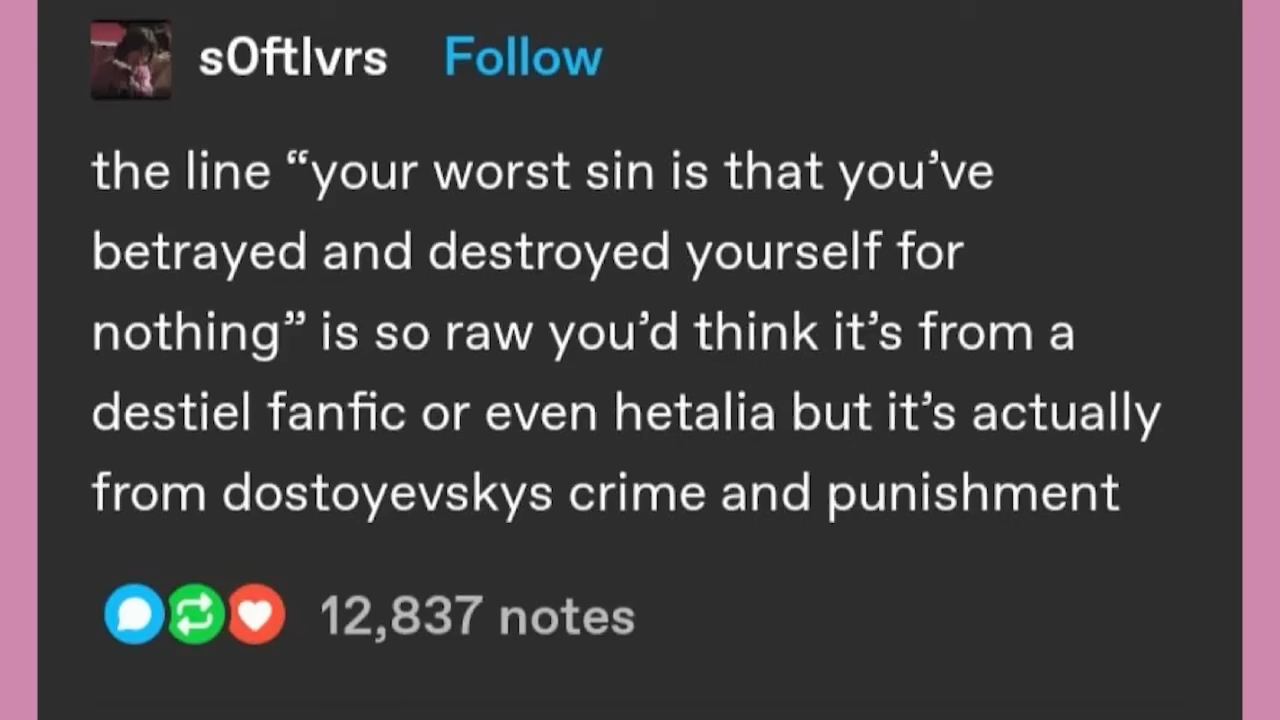 s0ftlvrs Follow
the line “your worst sin is that you’ve
betrayed and destroyed yourself for
nothing” is so raw you’d think it’s from a
destiel fanfic or even hetalia but it’s actually
from dostoyevskys crime and punishment
12,837 notes